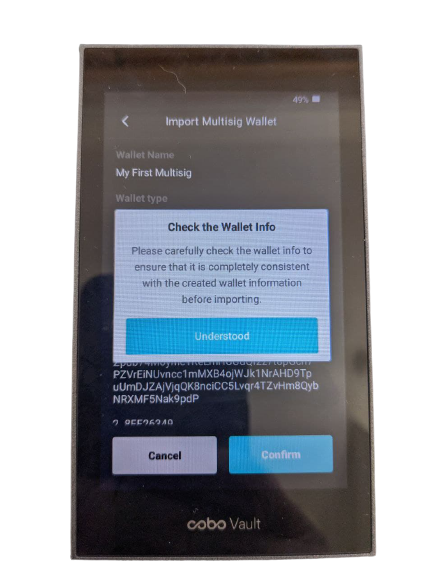 49%
Import Multisig Wallet
Wallet Name
My First Multisig
Wallet type
Check the Wallet Info
Please carefully check the wallet info to
ensure that it is completely consistent
with the created wallet information
before importing.
Understood
PZVrEiNUvncc1mMXB4ojWJk1NrAHD9Tp
uUmDJZAjVjqQK8nciCC5Lvqr4TZvHm8Qyb
NRXMF5Nak9pdP
Cancel
Confirm
cobo Vault